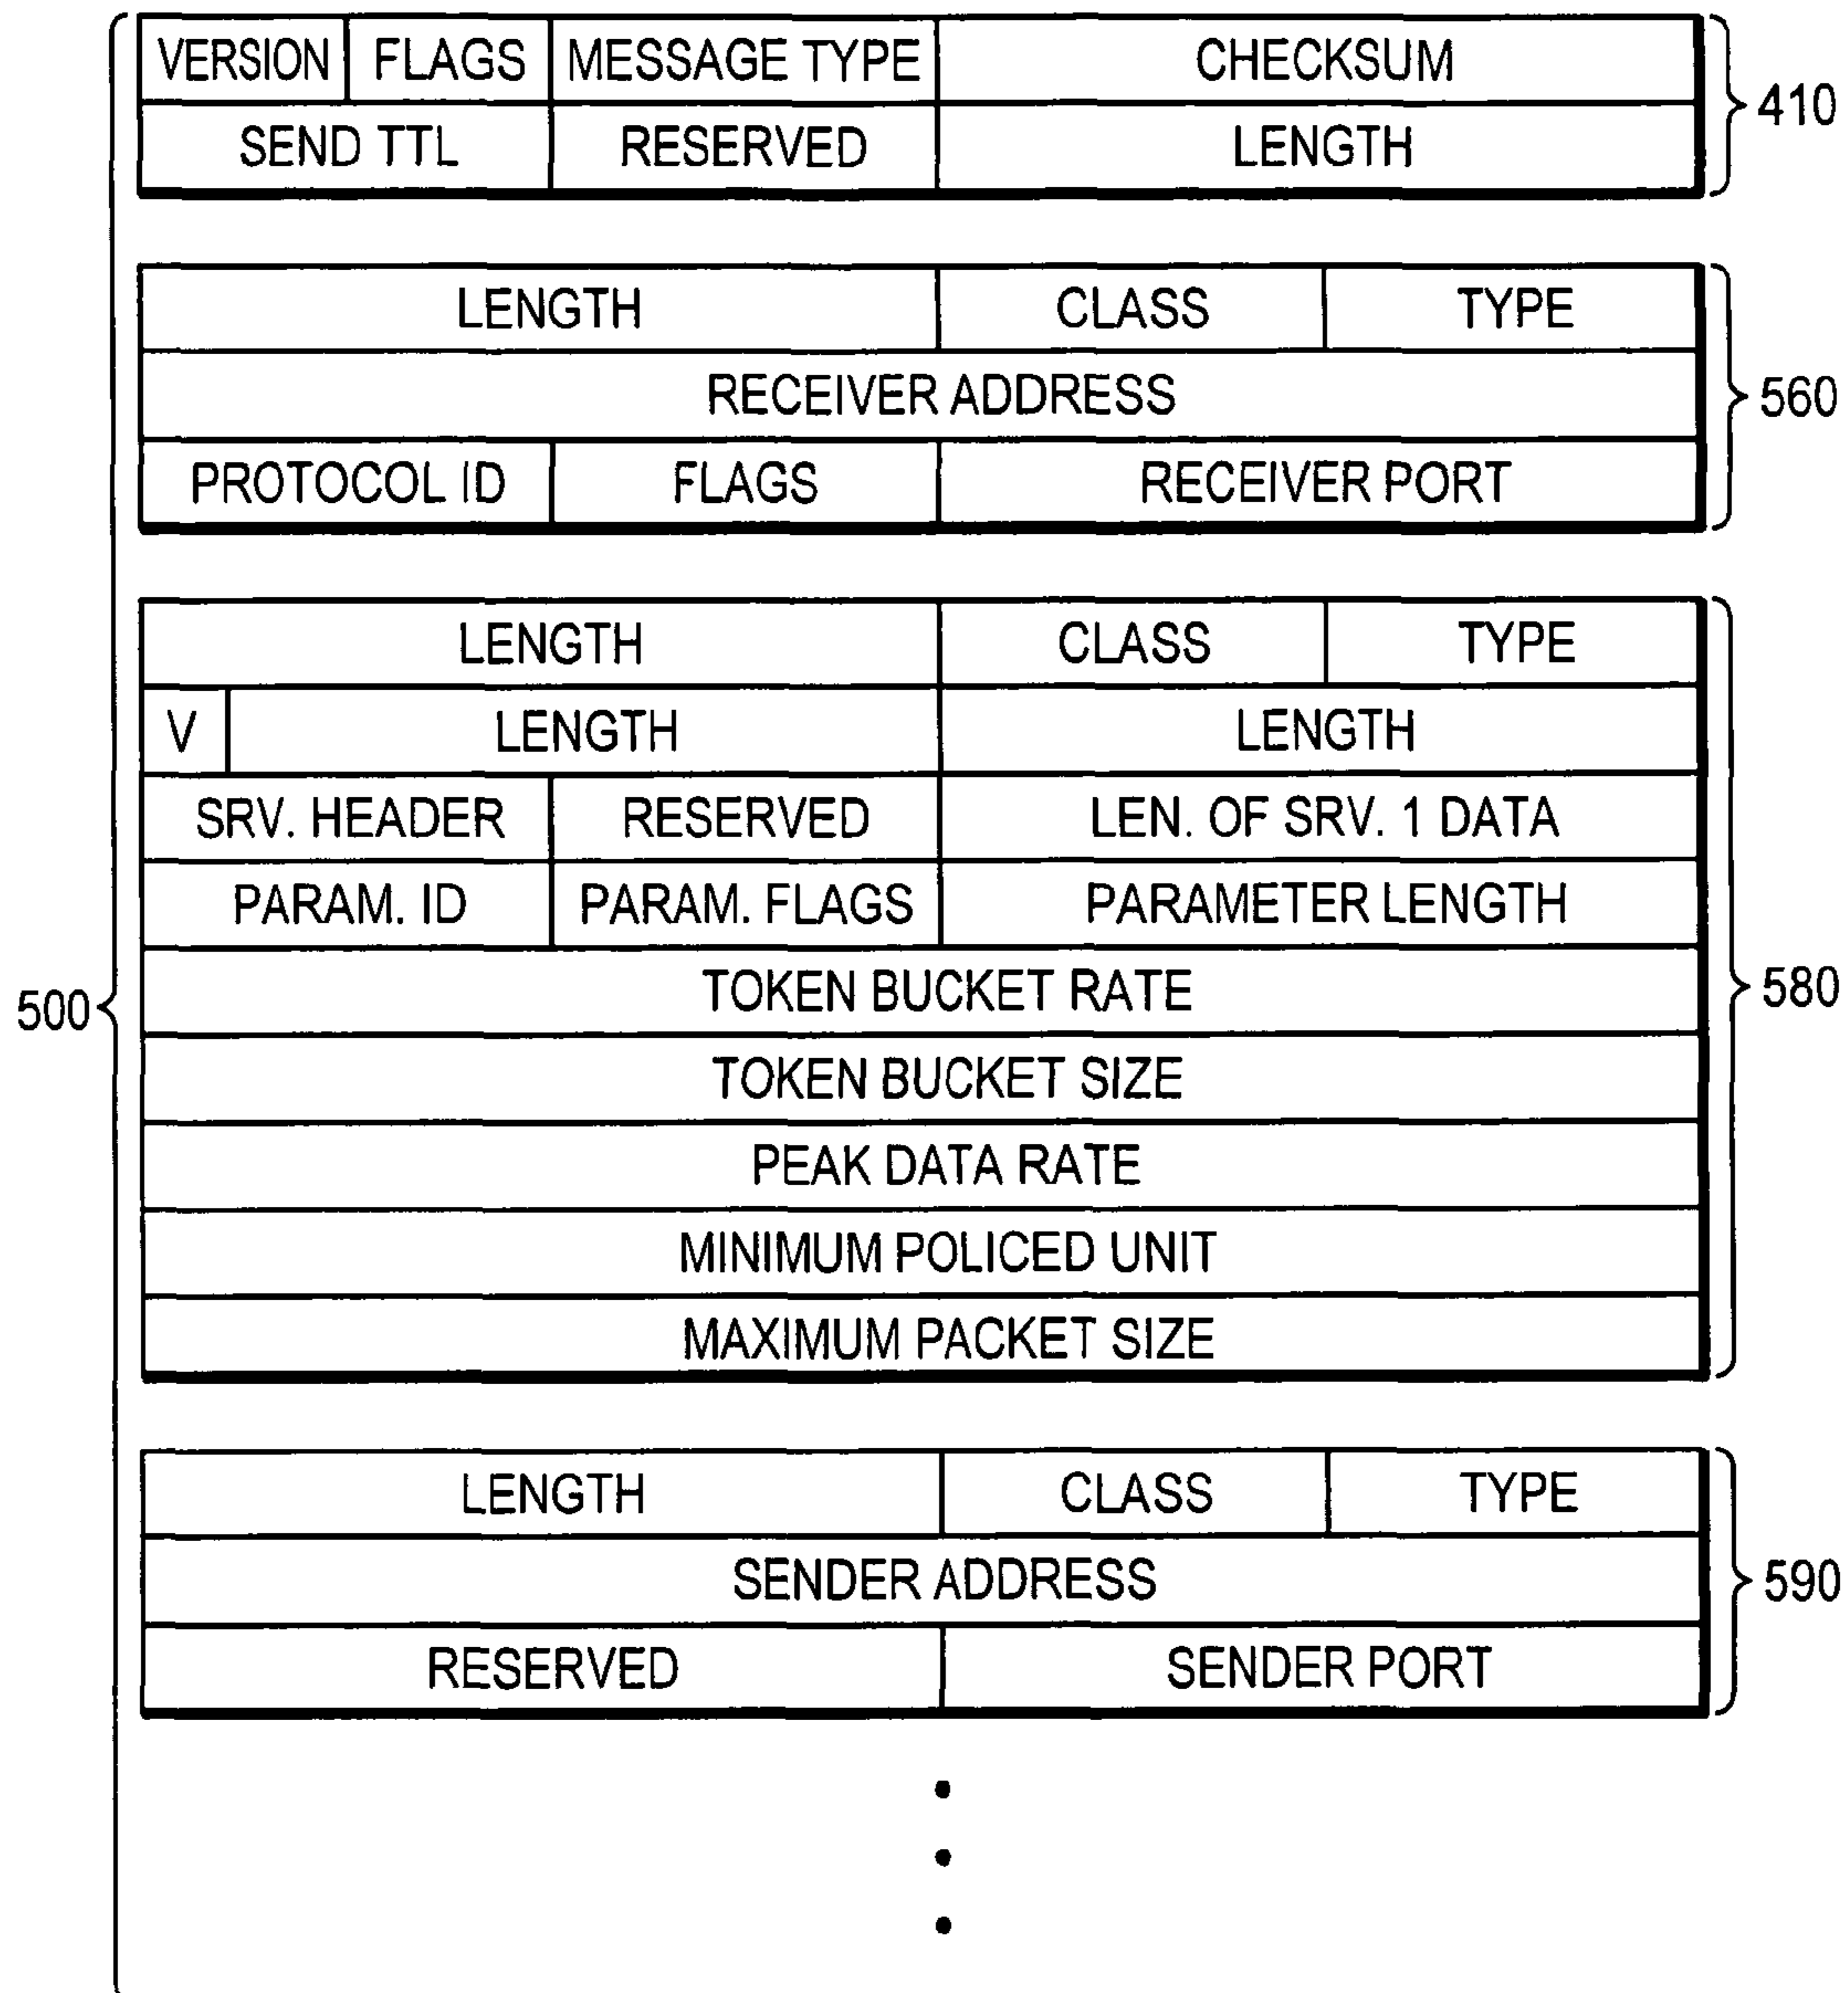 VERSION FLAGS MESSAGE TYPE CHECKSUM
SEND TTL RESERVED LENGTH
410
LENGTH CLASS TYPE
RECEIVER ADDRESS
560
PROTOCOL ID FLAGS RECEIVER PORT
LENGTH CLASS TYPE
V LENGTH LENGTH
SRV. HEADER RESERVED LEN. OF SRV. 1 DATA
PARAM. ID PARAM. FLAGS PARAMETER LENGTH
TOKEN BUCKET RATE
500
580
TOKEN BUCKET SIZE
PEAK DATA RATE
MINIMUM POLICED UNIT
MAXIMUM PACKET SIZE
LENGTH CLASS TYPE
SENDER ADDRESS
590
RESERVED SENDER PORT